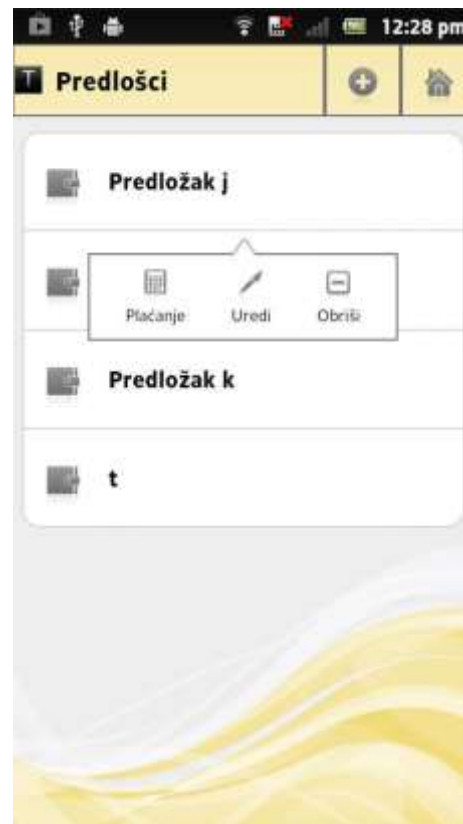 12:28 pm
T Predlošci
Predložak j
Plaćanje Uredi Obriši
Predložak k
t